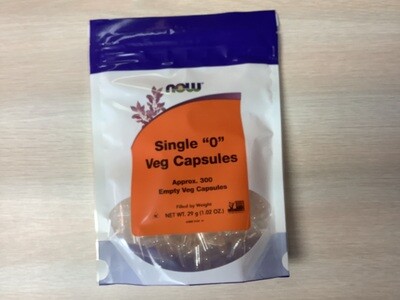 now
Single "0"
Veg Capsules
Approx. 300
Empty Veg Capsules
Filled by Weight
NET WT. 29 g (1.02 OZ.)